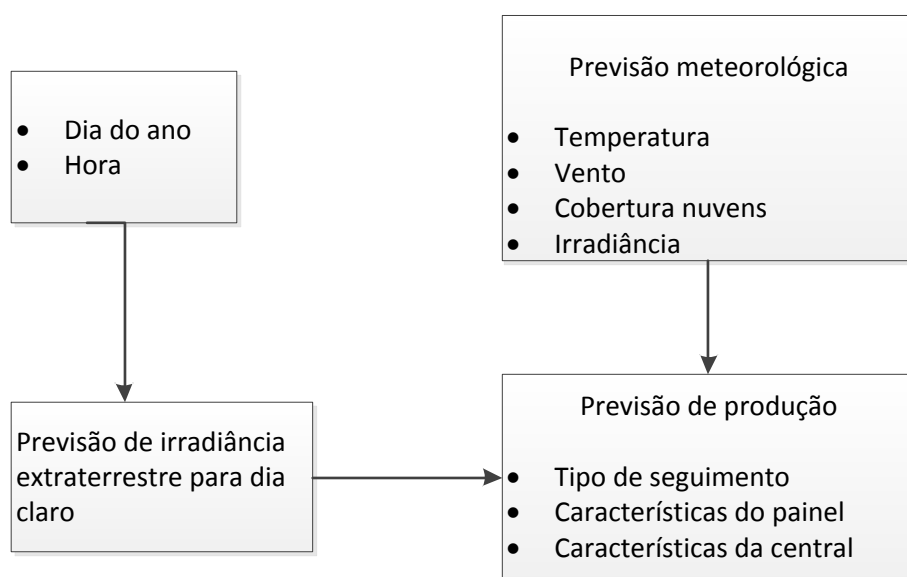 • Dia do ano
• Hora
Previsão meteorológica
• Temperatura
• Vento
• Cobertura nuvens
• Irradiância
Previsão de irradiância
extraterrestre para dia
claro
Previsão de produção
• Tipo de seguimento
• Características do painel
• Características da central